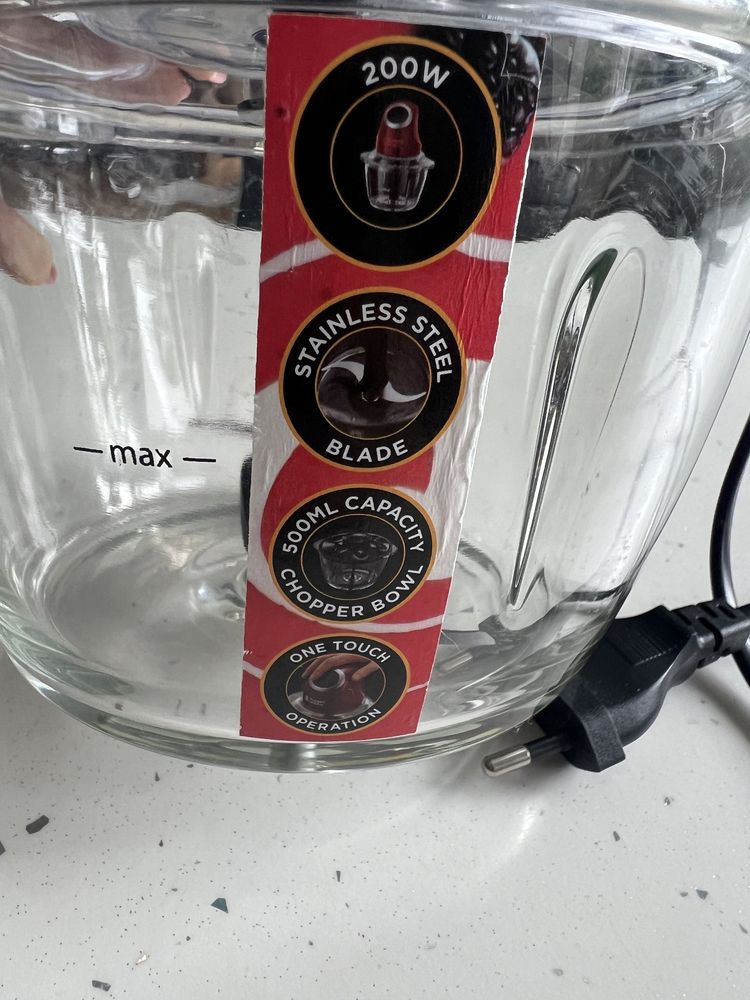 200W
STAINLESS STEEL
BLADE
— max —
500ML CAPACITY
CHOPPER BOWL
ONE TOUCH
OPERATION